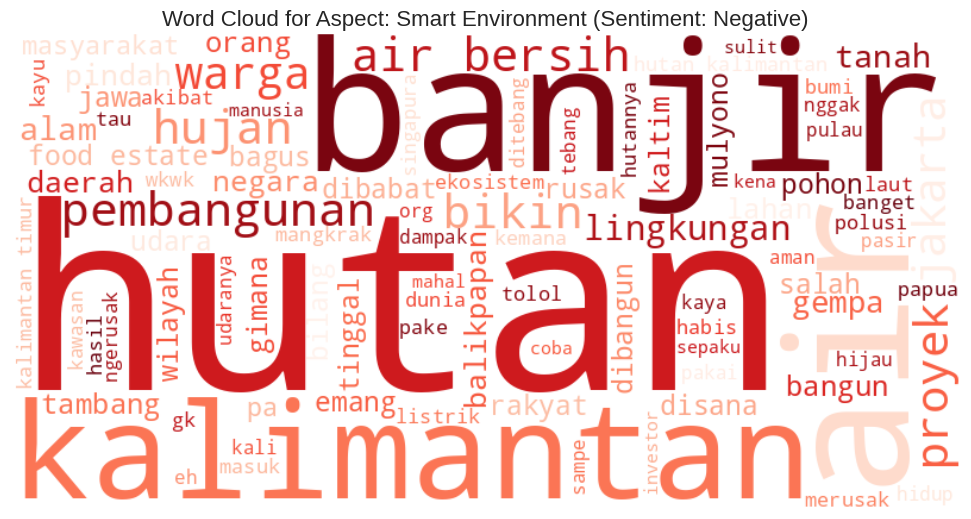 Word Cloud for Aspect: Smart Environment (Sentiment: Negative)
masyarakat
orang
banjir
air bersih
sulit
tanah
kayu
pindah
warga
hutan kalimantan
bumi
jawa
akibat
manusia
singapura
ditebang
tebang
hutannya
kaltim
mulyono
nggak
pulau
jakarta
tau
hujan
alam
food estate
bagus
wkwk
daerah
negara
dibabat
ekosistem
rusak
kena
pohon
laut
banget
pembangunan
org
bikin
lahan
polusi
lingkungan
pasir
udara
mangkrak
dampak
kemana
kalimantan timur
hutan
air
aman
kawasan
hasil
ngerusak
wilayah
udaranya
gimana
bilang
tinggal
mahal
dunia
balikpapan
tolol
dibangun
salah
gempa
papua
pake
kaya
habis
sepaku
coba
proyek
hijau
pakai
bangun
tambang
gk
pa
emang
listrik
rakyat
disana
kalimantan
kali
masuk
eh
sampe
investor
merusak
hidup